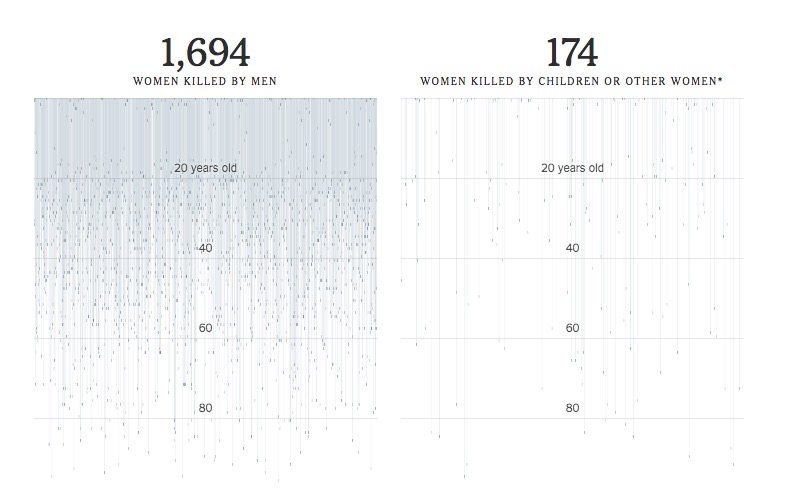 1,694
WOMEN KILLED BY MEN
20 years old
40
60
80
174
WOMEN KILLED BY CHILDREN OR OTHER WOMEN*
20 years old
40
60
80